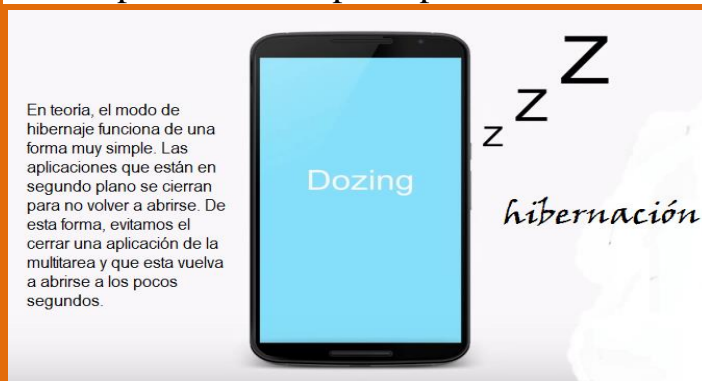 En teoria, el modo de
hibernaje funciona de una
forma muy simple. Las
aplicaciones que están en
segundo plano se cierran
para no volver a abrirse. De
esta forma, evitamos el
cerrar una aplicación de la
multitarea y que esta vuelva
a abrirse a los pocos
segundos.
Dozing
z
Z
Z
hibernación